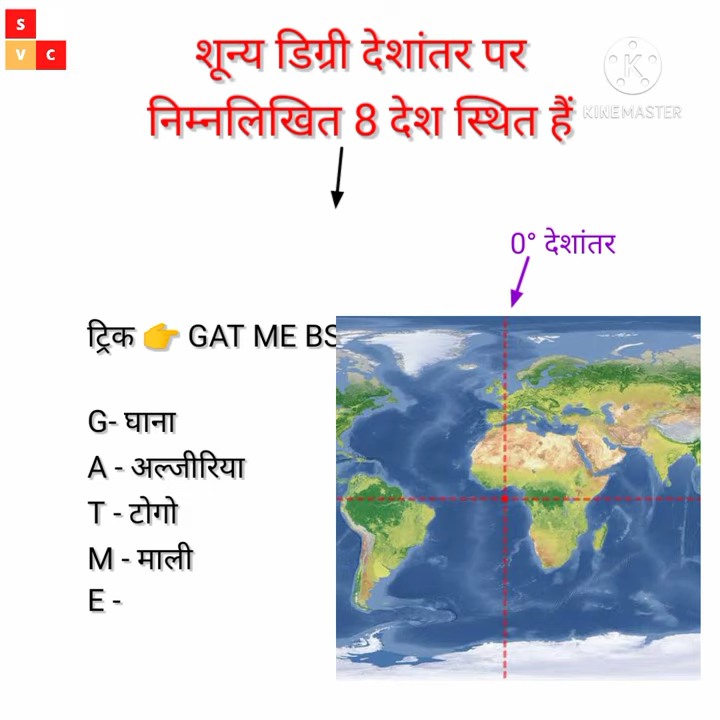 S
V C
शून्य डिग्री देशांतर पर
निम्नलिखित 8 देश स्थित हैं
KINEMASTER
0° देशांतर
ट्रिक 👉 GAT ME BS
G- घाना
A - अल्जीरिया
T - टोगो
M - माली
E -